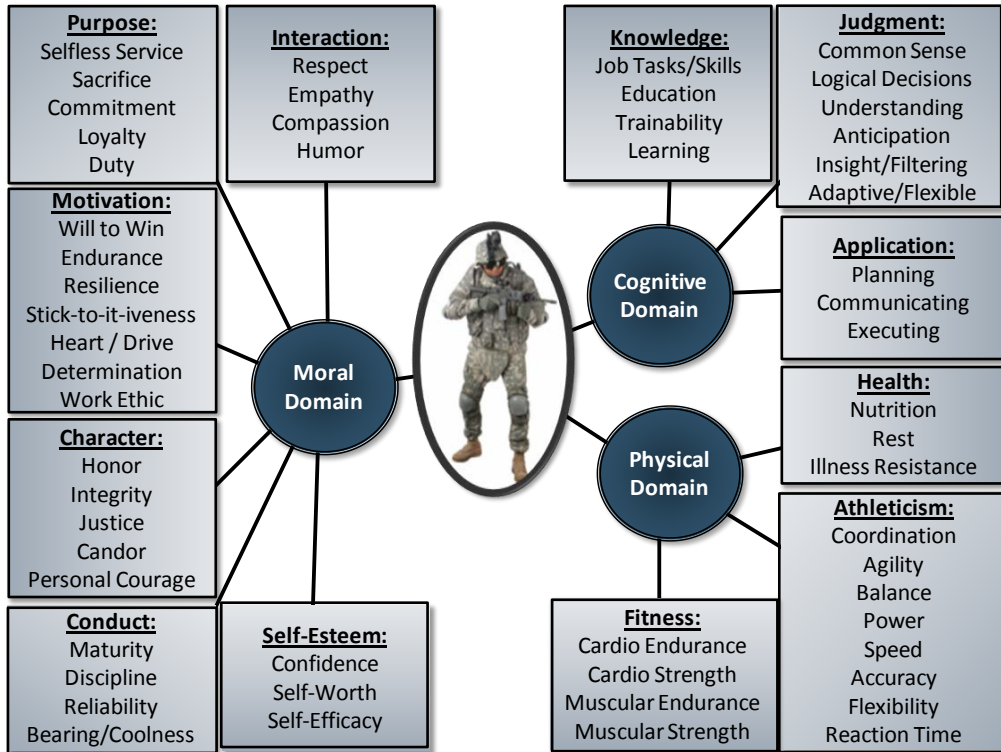 Purpose:
Selfless Service
Sacrifice
Commitment
Loyalty
Duty
Interaction:
Respect
Empathy
Compassion
Humor
Knowledge:
Job Tasks/Skills
Education
Trainability
Learning
Judgment:
Common Sense
Logical Decisions
Understanding
Anticipation
Insight/Filtering
Adaptive/Flexible
Motivation:
Will to Win
Endurance
Resilience
Stick-to-it-iveness
Heart / Drive
Determination
Work Ethic
Moral
Domain
Cognitive
Domain
Application:
Planning
Communicating
Executing
Character:
Honor
Integrity
Justice
Candor
Personal Courage
Physical
Domain
Health:
Nutrition
Rest
Illness Resistance
Conduct:
Maturity
Discipline
Reliability
Bearing/Coolness
Self-Esteem:
Confidence
Self-Worth
Self-Efficacy
Fitness:
Cardio Endurance
Cardio Strength
Muscular Endurance
Muscular Strength
Athleticism:
Coordination
Agility
Balance
Power
Speed
Accuracy
Flexibility
Reaction Time